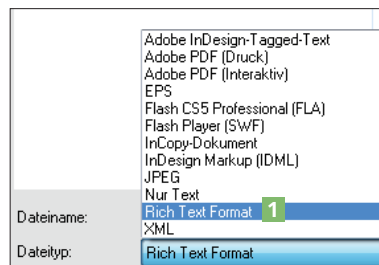 Adobe InDesign-Tagged-Text
Adobe PDF (Druck)
Adobe PDF (Interaktiv)
EPS
Flash CS5 Professional (FLA)
Flash Player (SWF)
InCopy-Dokument
InDesign Markup (IDML)
JPEG
Nur Text
Dateiname: Rich Text Format 1
XML
Dateityp: Rich Text Format